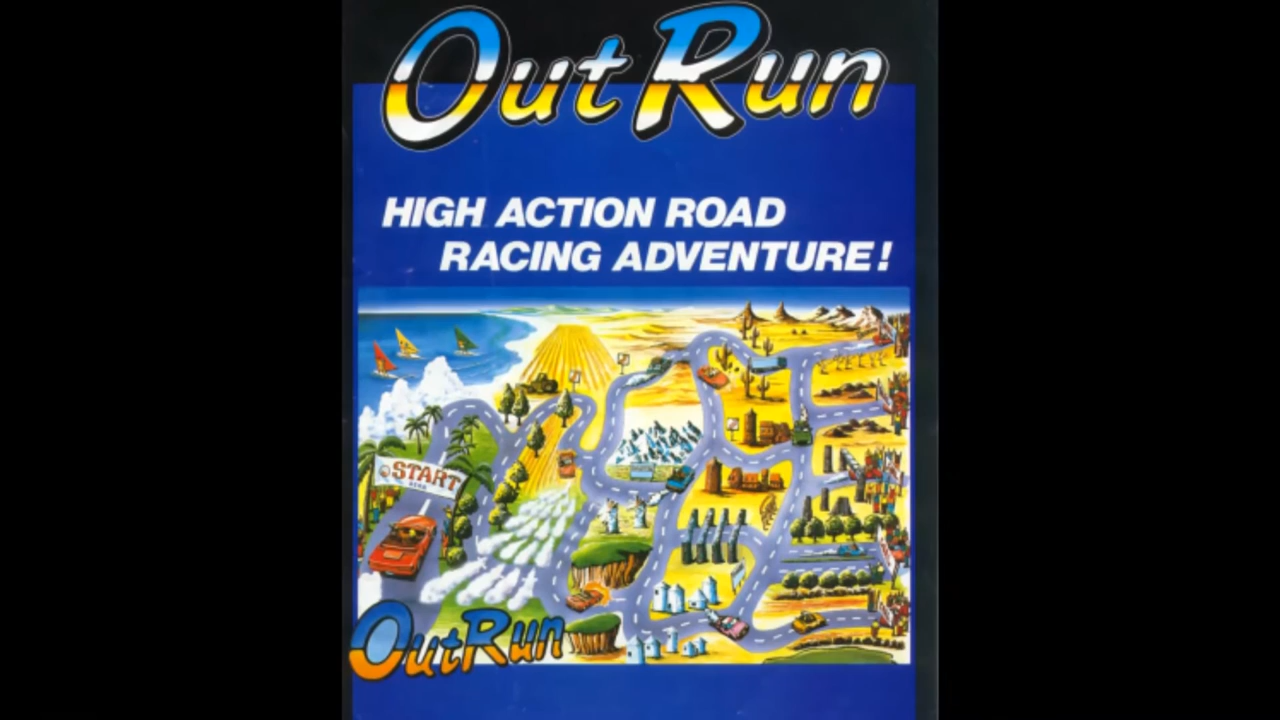 OutRun
HIGH ACTION ROAD
RACING ADVENTURE!
START
OutRun